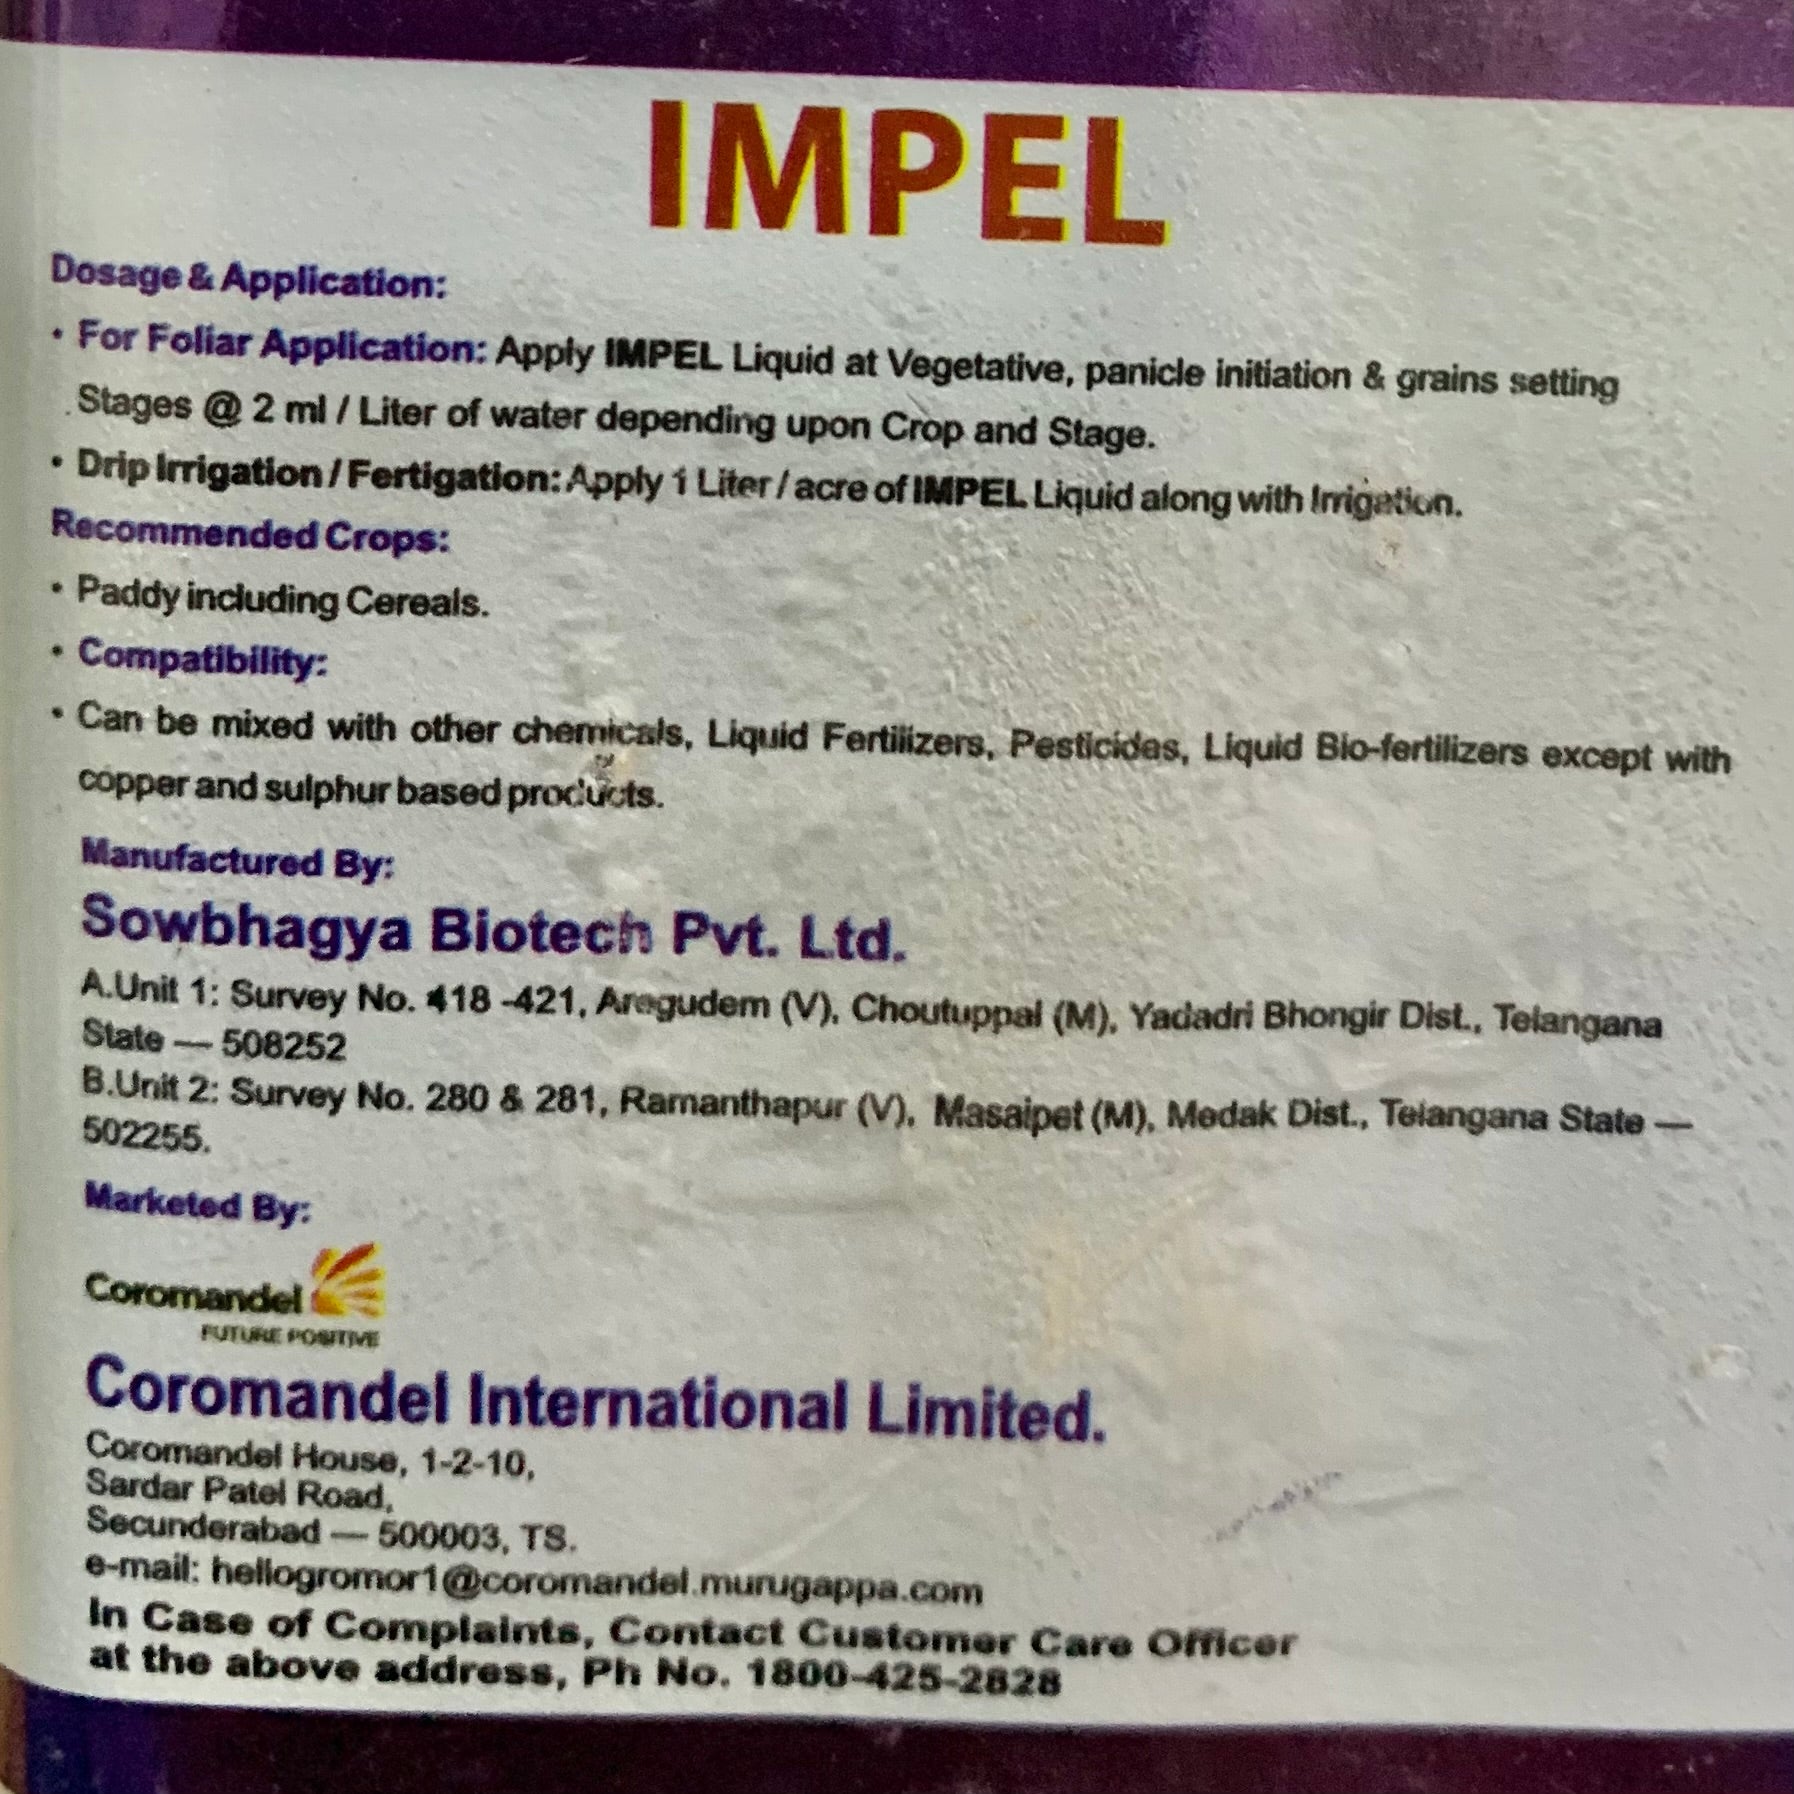 IMPEL
Dosage & Application:
• For Foliar Application: Apply IMPEL Liquid at Vegetative, panicle initiation & grains setting
Stages @ 2 ml / Liter of water depending upon Crop and Stage.
• Drip Irrigation / Fertigation: Apply 1 Liter / acre of IMPEL Liquid along with Irrigation.
Recommended Crops:
• Paddy including Cereals.
• Compatibility:
• Can be mixed with other chemicals, Liquid Fertilizers, Pesticides, Liquid Bio-fertilizers except with
copper and sulphur based products.
Manufactured By:
Sowbhagya Biotech Pvt. Ltd.
A.Unit 1: Survey No. 418 -421, Aregudem (V), Choutuppal (M), Yadadri Bhongir Dist., Telangana
State — 508252
B.Unit 2: Survey No. 280 & 281, Ramanthapur (V), Masaipet (M), Medak Dist., Telangana State —
502255.
Marketed By:
Coromandel
FUTURE POSITIVE
Coromandel International Limited.
Coromandel House, 1-2-10,
Sardar Patel Road,
Secunderabad — 500003, TS.
e-mail: hellogromor1@coromandel.murugappa.com
In Case of Complaints, Contact Customer Care Officer
at the above address, Ph No. 1800-425-2828